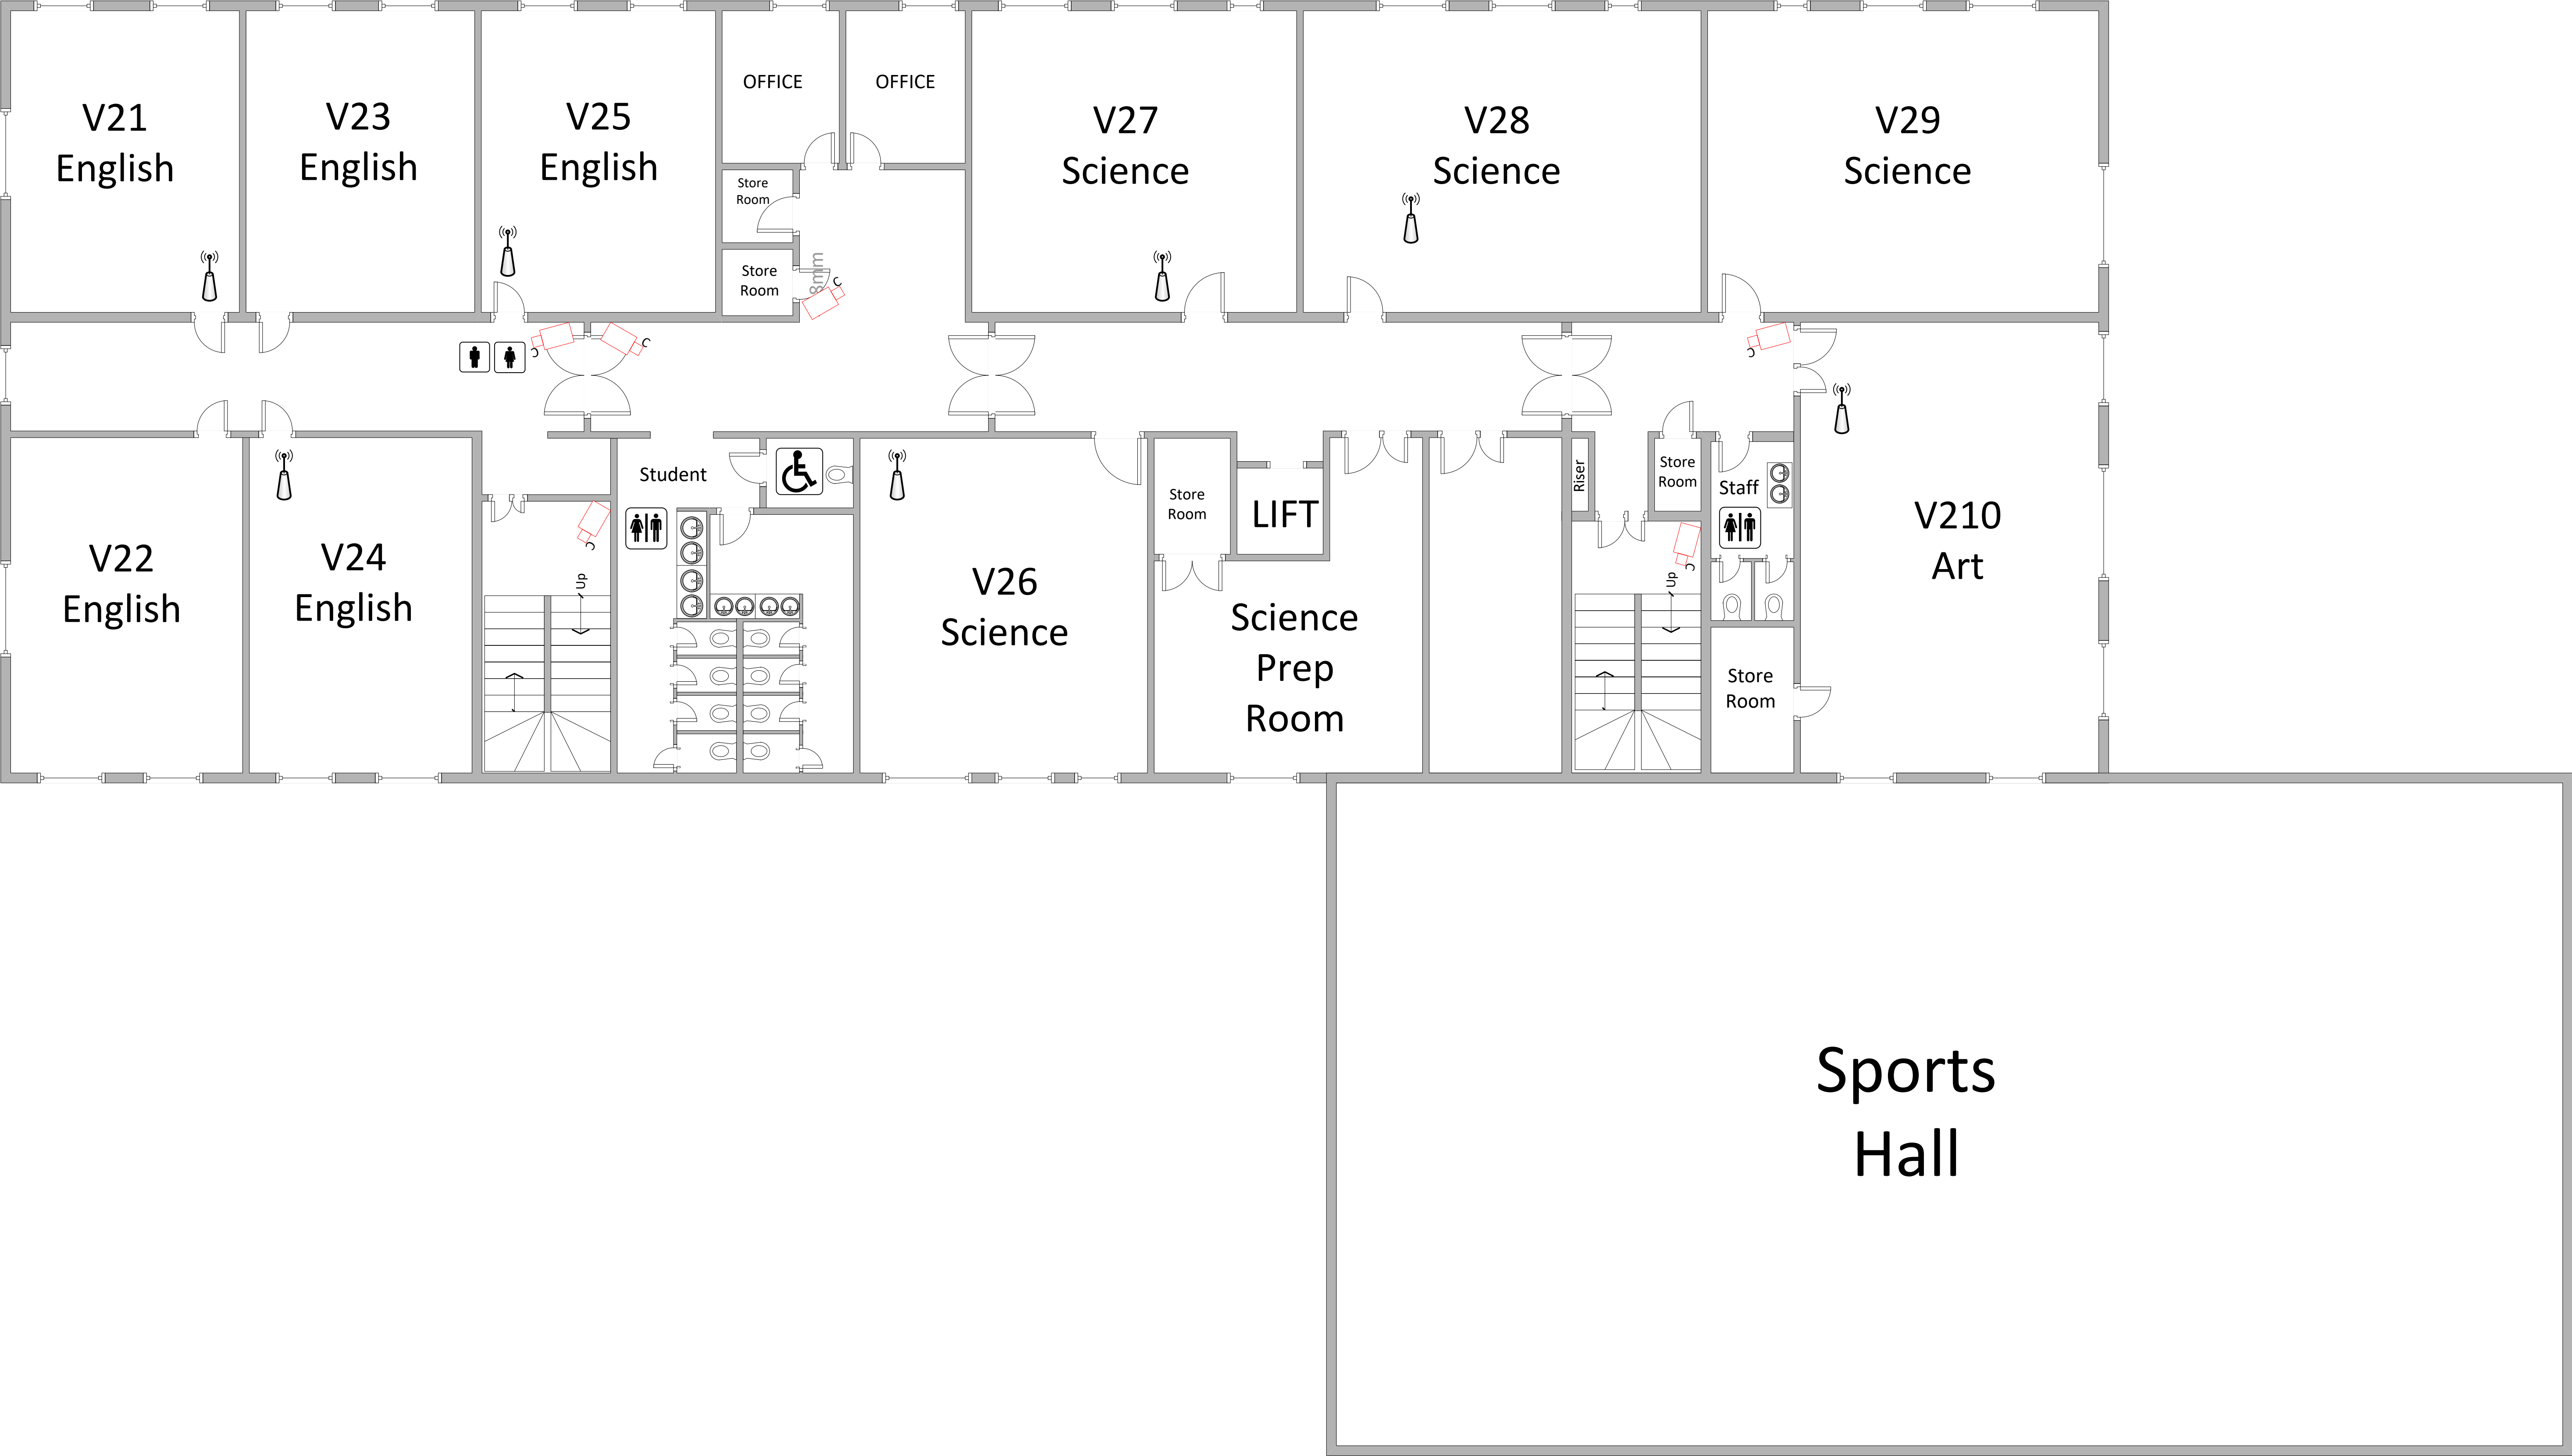 V21
English
V23
English
V25
English
OFFICE
OFFICE
V27
Science
V28
Science
V29
Science
Store
Room
Store
Room
8mm
C
C
C
C
Student
Riser
Store
Room
Staff
Store
Room
LIFT
V210
Art
V22
English
V24
English
C
Up
V26
Science
C
Up
Science
Prep
Room
Store
Room
Sports
Hall